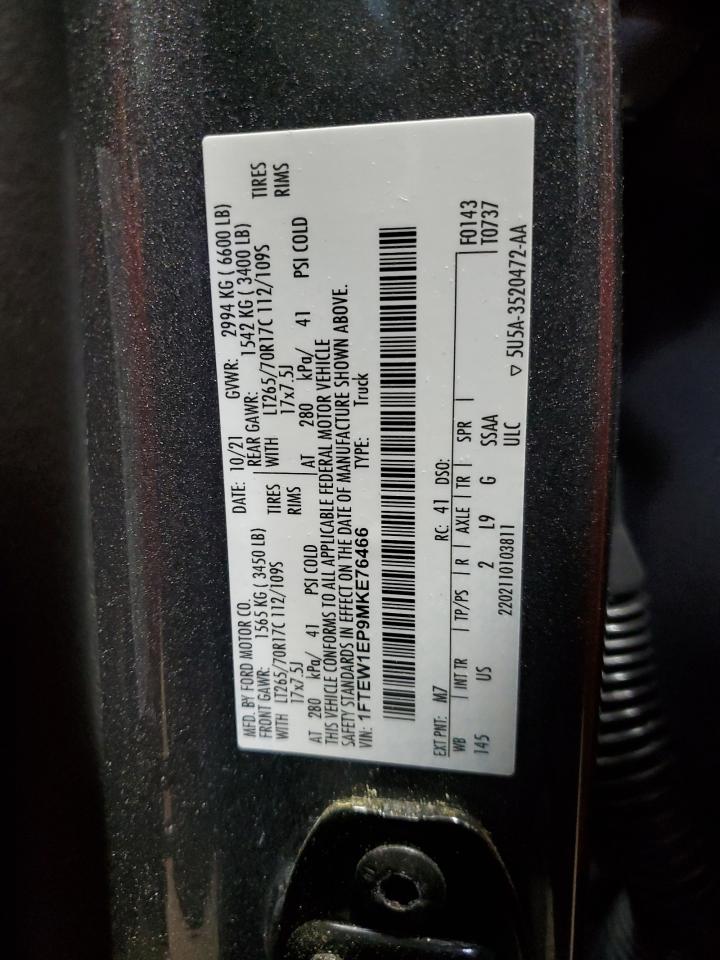 MFD. BY FORD MOTOR CO. DATE: 10/21 GVWR: 2994 KG ( 6600 LB)
FRONT GAWR: 1565 KG ( 3450 LB) REAR GAWR: 1542 KG ( 3400 LB)
WITH LT265/70R17C 112/109S TIRES WITH LT265/70R17C 112/109S TIRES
17x7.5J RIMS 17x7.5J RIMS
AT 280 kPa/ 41 PSI COLD AT 280 kPa/ 41 PSI COLD
THIS VEHICLE CONFORMS TO ALL APPLICABLE FEDERAL MOTOR VEHICLE
SAFETY STANDARDS IN EFFECT ON THE DATE OF MANUFACTURE SHOWN ABOVE.
VIN: 1FTEW1EP9MKE76466 TYPE: Truck
EXT PNT: M7 RC: 41 DSO: F0143
WB INT TR TP/PS R AXLE TR SPR T0737
145 US 2 L9 G SSAA
2202110103811 ULC ▽ 5U5A-3520472-AA